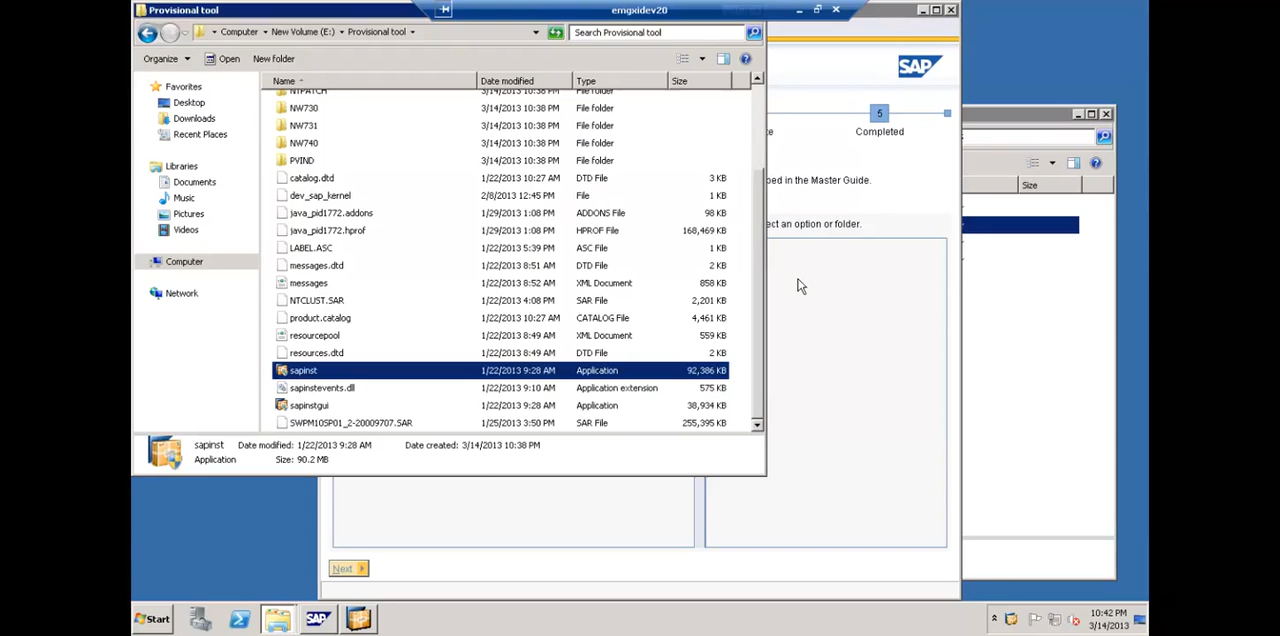 Provisional tool
emgxidev20
Computer New Volume (E:) Provisional tool
Search Provisional tool
Organize Open New folder
Name Date modified Type Size
Favorites
Desktop
Downloads
Recent Places
Libraries
Documents
Music
Pictures
Videos
Computer
Network
NTPATCH 3/14/2013 10:38 PM File folder
NW730 3/14/2013 10:38 PM File folder
NW731 3/14/2013 10:38 PM File folder
NW740 3/14/2013 10:38 PM File folder
PVIND 3/14/2013 10:38 PM File folder
catalog.dtd 1/22/2013 10:27 AM DTD File 3 KB
dev_sap_kernel 2/8/2013 12:45 PM File 1 KB
java_pid1772.addons 1/29/2013 1:08 PM ADDONS File 98 KB
java_pid1772.hprof 1/29/2013 1:08 PM HPROF File 168,469 KB
LABEL.ASC 1/22/2013 5:39 PM ASC File 1 KB
messages.dtd 1/22/2013 8:51 AM DTD File 2 KB
messages 1/22/2013 8:52 AM XML Document 858 KB
NTCLUST.SAR 1/22/2013 4:08 PM SAR File 2,201 KB
product.catalog 1/22/2013 10:27 AM CATALOG File 4,461 KB
resourcepool 1/22/2013 8:49 AM XML Document 559 KB
resources.dtd 1/22/2013 8:49 AM DTD File 2 KB
sapinst 1/22/2013 9:28 AM Application 92,386 KB
sapinstevents.dll 1/22/2013 9:10 AM Application extension 575 KB
sapinstgui 1/22/2013 9:28 AM Application 38,934 KB
SWPM10SP01_2-20009707.SAR 1/25/2013 3:50 PM SAR File 255,395 KB
sapinst Date modified: 1/22/2013 9:28 AM Date created: 3/14/2013 10:38 PM
Application Size: 90.2 MB
SAP
5
te Completed
bed in the Master Guide.
ect an option or folder.
Size
Next
Start
SAP
10:42 PM
3/14/2013